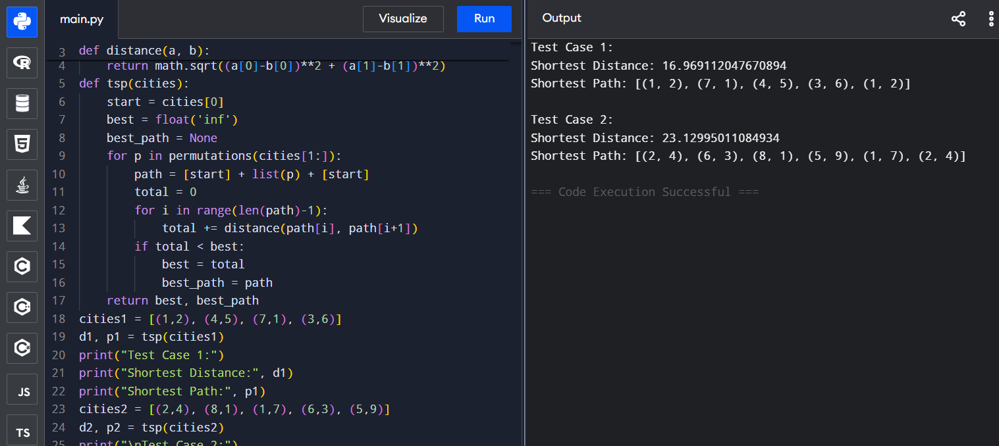 main.py
Visualize
Run
3 def distance(a, b):
4     return math.sqrt((a[0]-b[0])**2 + (a[1]-b[1])**2)
5 def tsp(cities):
6     start = cities[0]
7     best = float('inf')
8     best_path = None
9     for p in permutations(cities[1:]):
10         path = [start] + list(p) + [start]
11         total = 0
12         for i in range(len(path)-1):
13             total += distance(path[i], path[i+1])
14         if total < best:
15             best = total
16             best_path = path
17     return best, best_path
18 cities1 = [(1,2), (4,5), (7,1), (3,6)]
19 d1, p1 = tsp(cities1)
20 print("Test Case 1:")
21 print("Shortest Distance:", d1)
22 print("Shortest Path:", p1)
23 cities2 = [(2,4), (8,1), (1,7), (6,3), (5,9)]
24 d2, p2 = tsp(cities2)
25 print("\nTest Case 2:")
R
5
C
C++
C#
JS
TS
Output
Test Case 1:
Shortest Distance: 16.969112047670894
Shortest Path: [(1, 2), (7, 1), (4, 5), (3, 6), (1, 2)]
Test Case 2:
Shortest Distance: 23.12995011084934
Shortest Path: [(2, 4), (6, 3), (8, 1), (5, 9), (1, 7), (2, 4)]
=== Code Execution Successful ===